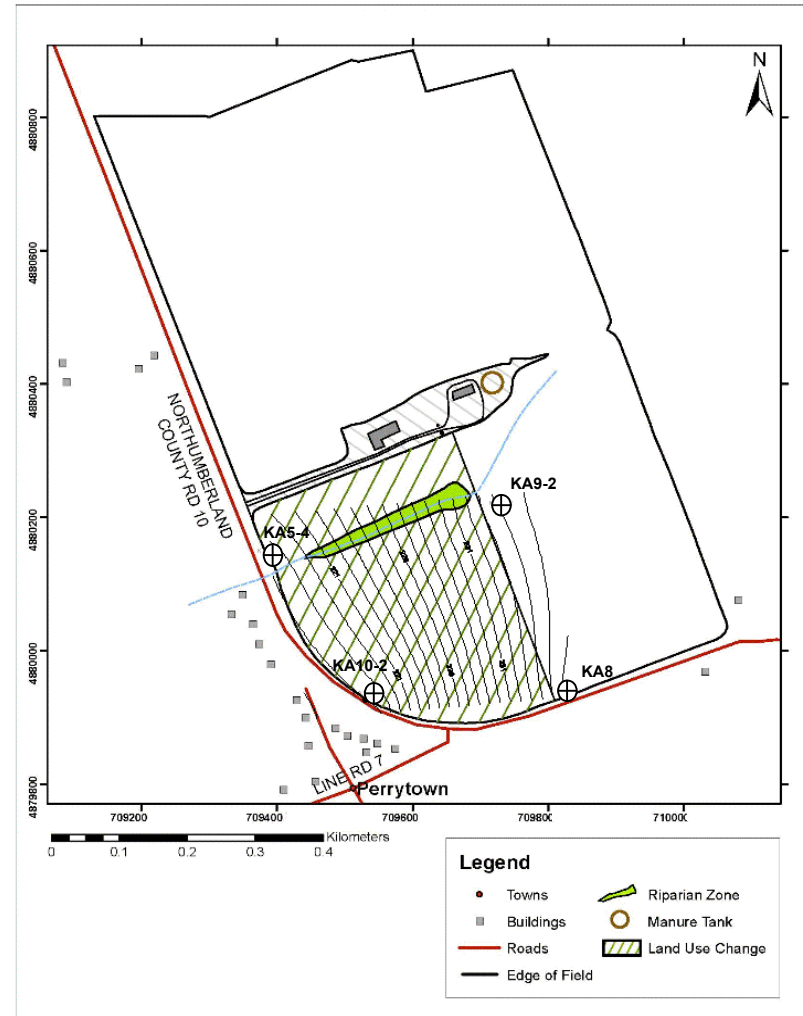 N
4880800
4880600
4880400
4880200
4880000
4879800
NORTHUMBERLAND
COUNTY RD 10
KA9-2
KA5-4
KA10-2
KA8
LINE RD 7
Perrytown
709200
709400
709600
709800
710000
Kilometers
0
0.1
0.2
0.3
0.4
Legend
Towns
Riparian Zone
Buildings
Manure Tank
Roads
Land Use Change
Edge of Field